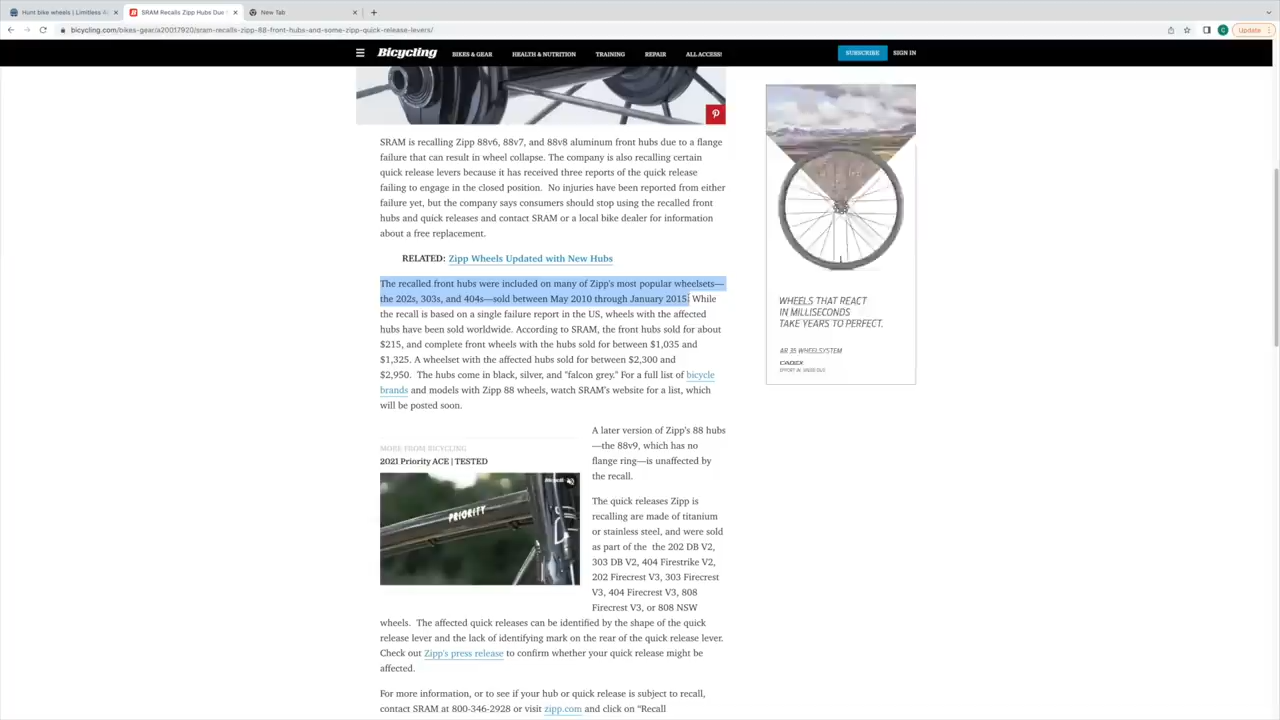 Hunt bike wheels | Limitless A
SRAM Recalls Zipp Hubs Due
New Tab
bicycling.com/bikes-gear/a20017920/sram-recalls-zipp-88-front-hubs-and-some-zipp-quick-release-levers/
C
Update
Bicycling
BIKES & GEAR
HEALTH & NUTRITION
TRAINING
REPAIR
ALL ACCESS!
SUBSCRIBE
SIGN IN
SRAM is recalling Zipp 88v6, 88v7, and 88v8 aluminum front hubs due to a flange
failure that can result in wheel collapse. The company is also recalling certain
quick release levers because it has received three reports of the quick release
failing to engage in the closed position.  No injuries have been reported from either
failure yet, but the company says consumers should stop using the recalled front
hubs and quick releases and contact SRAM or a local bike dealer for information
about a free replacement.
RELATED: Zipp Wheels Updated with New Hubs
The recalled front hubs were included on many of Zipp's most popular wheelsets—
the 202s, 303s, and 404s—sold between May 2010 through January 2015. While
the recall is based on a single failure report in the US, wheels with the affected
hubs have been sold worldwide. According to SRAM, the front hubs sold for about
$215, and complete front wheels with the hubs sold for between $1,035 and
$1,325. A wheelset with the affected hubs sold for between $2,300 and
$2,950.  The hubs come in black, silver, and "falcon grey." For a full list of bicycle
brands and models with Zipp 88 wheels, watch SRAM's website for a list, which
will be posted soon.
MORE FROM BICYCLING
2021 Priority ACE | TESTED
Bicycling
PRIORITY
A later version of Zipp's 88 hubs
—the 88v9, which has no
flange ring—is unaffected by
the recall.
The quick releases Zipp is
recalling are made of titanium
or stainless steel, and were sold
as part of the  the 202 DB V2,
303 DB V2, 404 Firestrike V2,
202 Firecrest V3, 303 Firecrest
V3, 404 Firecrest V3, 808
Firecrest V3, or 808 NSW
wheels.  The affected quick releases can be identified by the shape of the quick
release lever and the lack of identifying mark on the rear of the quick release lever.
Check out Zipp's press release to confirm whether your quick release might be
affected.
For more information, or to see if your hub or quick release is subject to recall,
contact SRAM at 800-346-2928 or visit zipp.com and click on "Recall
WHEELS THAT REACT
IN MILLISECONDS
TAKE YEARS TO PERFECT.
AR 35 WHEELSYSTEM
CADEX